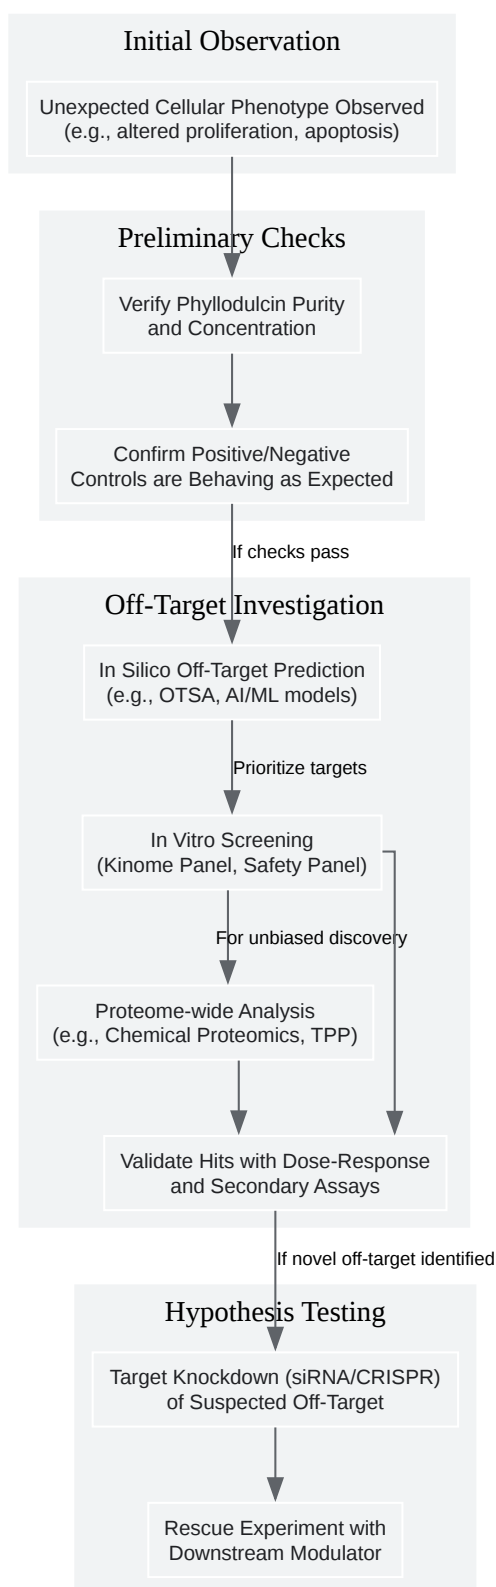 Initial Observation
Unexpected Cellular Phenotype Observed
(e.g., altered proliferation, apoptosis)
Preliminary Checks
Verify Phyllodulcin Purity
and Concentration
Confirm Positive/Negative
Controls are Behaving as Expected
If checks pass
Off-Target Investigation
In Silico Off-Target Prediction
(e.g., OTSA, AI/ML models)
Prioritize targets
In Vitro Screening
(Kinome Panel, Safety Panel)
For unbiased discovery
Proteome-wide Analysis
(e.g., Chemical Proteomics, TPP)
Validate Hits with Dose-Response
and Secondary Assays
If novel off-target identified
Hypothesis Testing
Target Knockdown (siRNA/CRISPR)
of Suspected Off-Target
Rescue Experiment with
Downstream Modulator